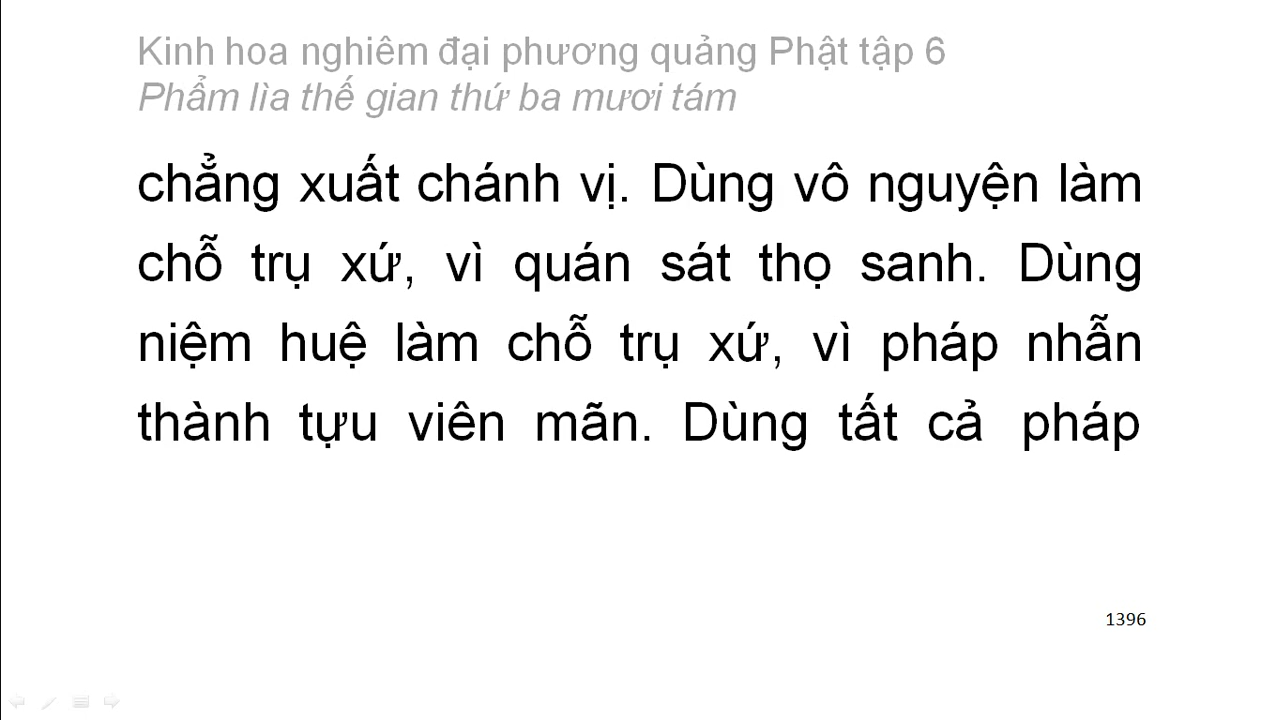 Kinh hoa nghiêm đại phương quảng Phật tập 6
Phẩm lìa thế gian thứ ba mươi tám
chẳng xuất chánh vị. Dùng vô nguyện làm
chỗ trụ xứ, vì quán sát thọ sanh. Dùng
niệm huệ làm chỗ trụ xứ, vì pháp nhẫn
thành tựu viên mãn. Dùng tất cả pháp
1396